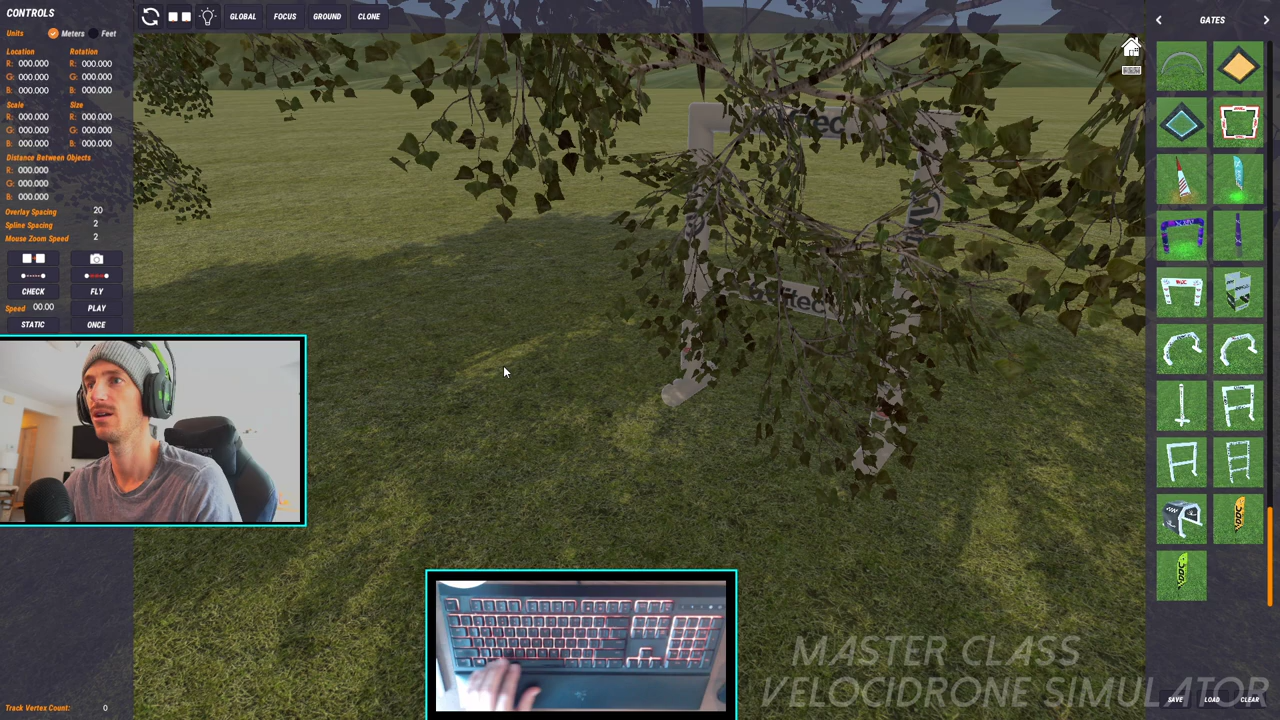 CONTROLS
GLOBAL FOCUS GROUND CLONE
GATES
Units Meters Feet
Location Rotation
R: 000.000 R: 000.000
G: 000.000 G: 000.000
B: 000.000 B: 000.000
Scale Size
R: 000.000 R: 000.000
G: 000.000 G: 000.000
B: 000.000 B: 000.000
Distance Between Objects
R: 000.000
G: 000.000
B: 000.000
Overlay Spacing 20
Spline Spacing 2
Mouse Zoom Speed 2
CHECK FLY
Speed 00.00 PLAY
STATIC ONCE
MASTER CLASS
VELOCIDRONE SIMULATOR
SAVE LOAD CLEAR
Track Vertex Count: 0